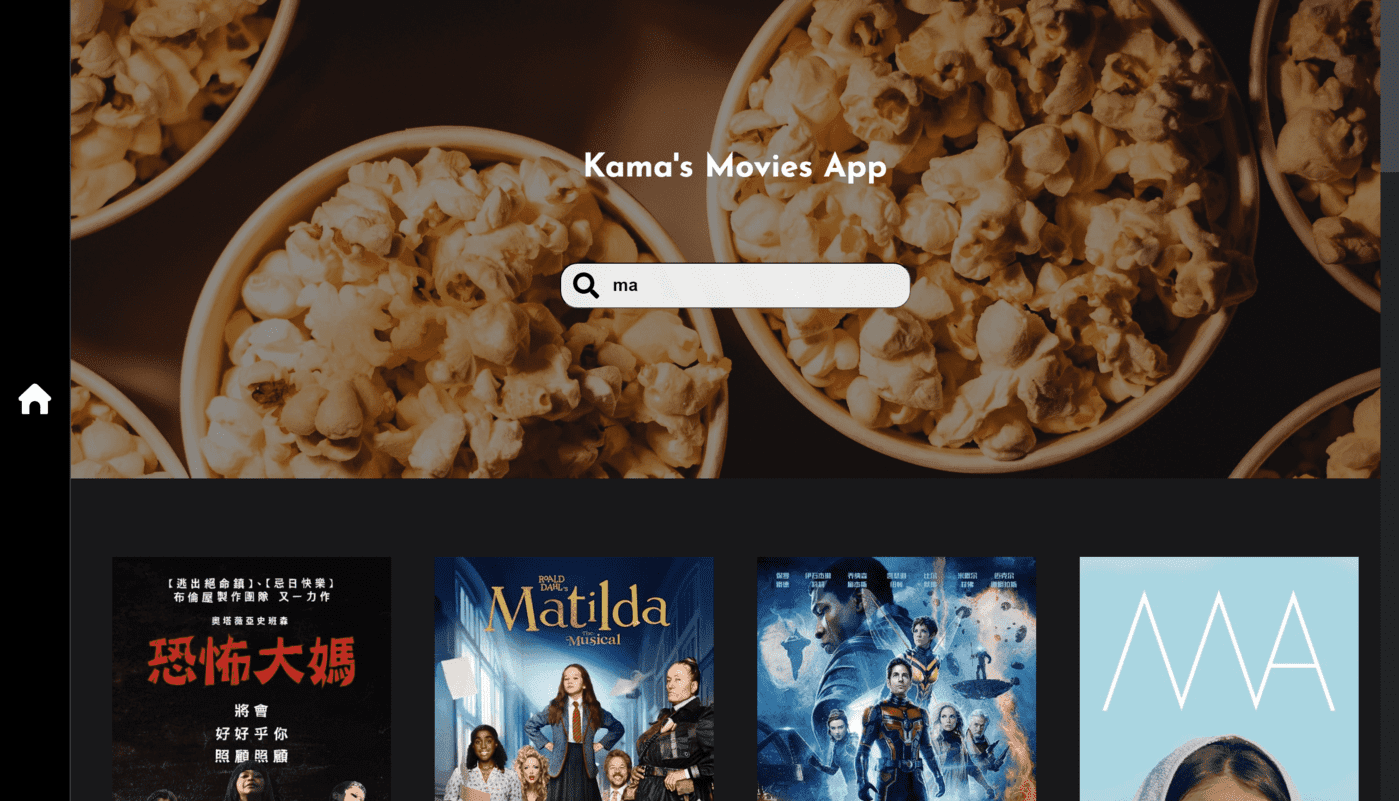 Kama's Movies App
ma
【逃出絕命鎮】、【忌日快樂】
布倫屋製作團隊 又一力作
奧塔薇亞史班森
恐怖大媽
將會
好好乎你
照顧照顧
ROALD
DAHL's
Matilda
The
Musical
MA